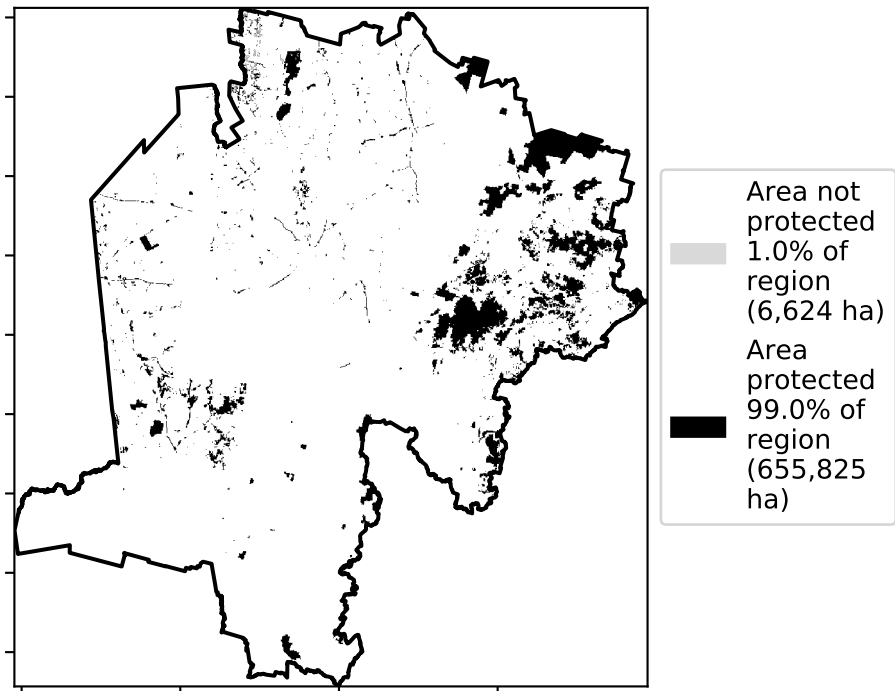 Area not
protected
1.0% of
region
(6,624 ha)
Area
protected
99.0% of
region
(655,825
ha)